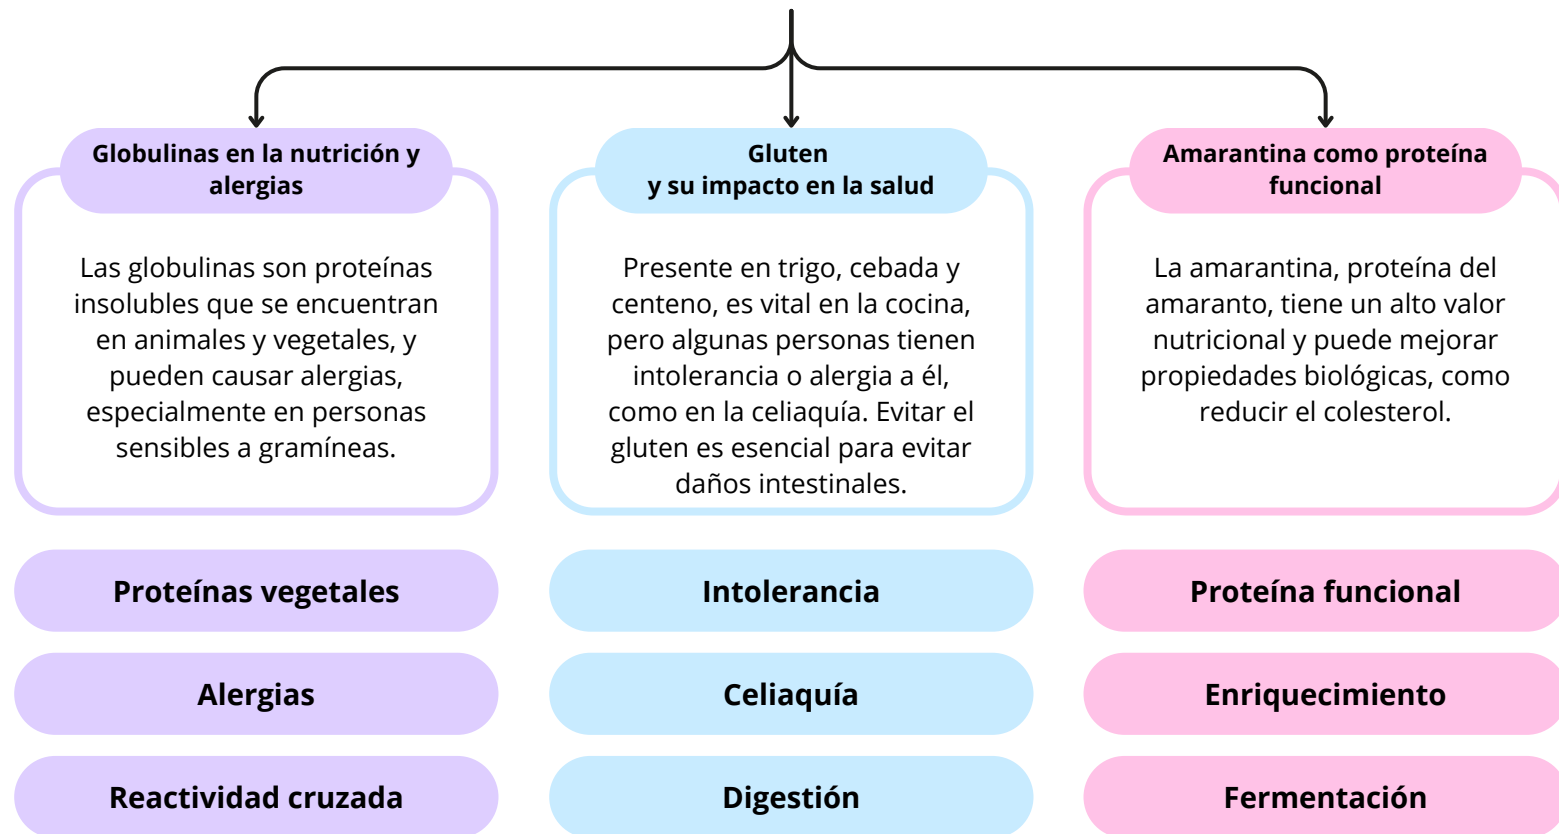 Globulinas en la nutrición y
alergias
Las globulinas son proteínas
insolubles que se encuentran
en animales y vegetales, y
pueden causar alergias,
especialmente en personas
sensibles a gramíneas.
Proteínas vegetales
Alergias
Reactividad cruzada
Gluten
y su impacto en la salud
Presente en trigo, cebada y
centeno, es vital en la cocina,
pero algunas personas tienen
intolerancia o alergia a él,
como en la celiaquía. Evitar el
gluten es esencial para evitar
daños intestinales.
Intolerancia
Celiaquía
Digestión
Amarantina como proteína
funcional
La amarantina, proteína del
amaranto, tiene un alto valor
nutricional y puede mejorar
propiedades biológicas, como
reducir el colesterol.
Proteína funcional
Enriquecimiento
Fermentación